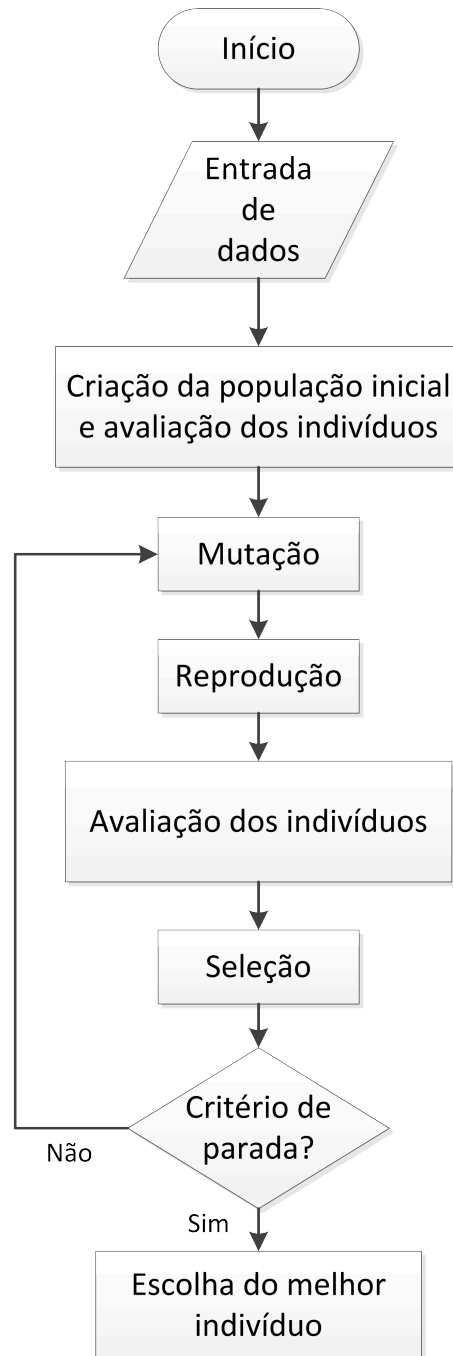 Início
Entrada
de
dados
Criação da população inicial
e avaliação dos indivíduos
Mutação
Reprodução
Avaliação dos indivíduos
Seleção
Critério de
parada?
Não
Sim
Escolha do melhor
indivíduo